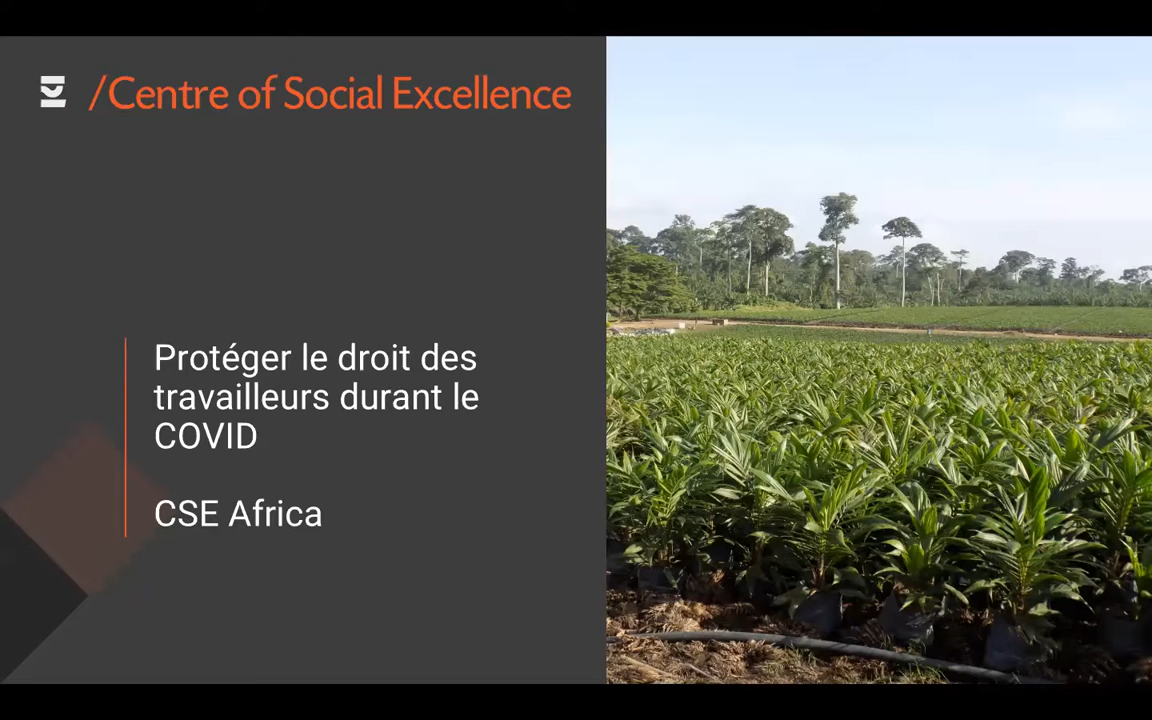 /Centre of Social Excellence
Protéger le droit des
travailleurs durant le
COVID
CSE Africa